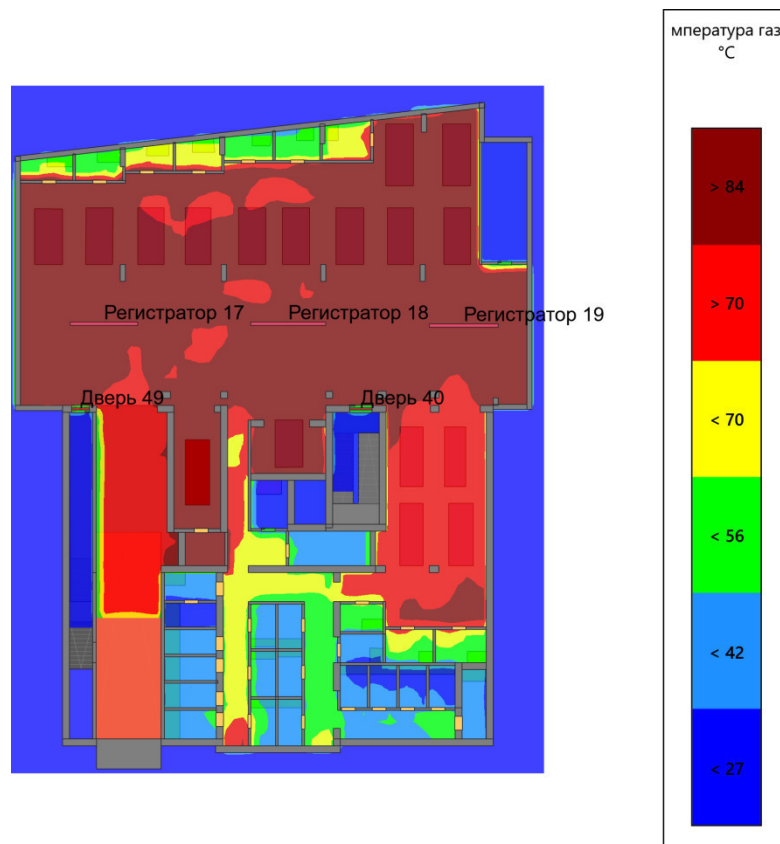 мпература газ
°C
> 84
> 70
< 70
< 56
< 42
< 27
Регистратор 17
Регистратор 18
Регистратор 19
Дверь 49
Дверь 40